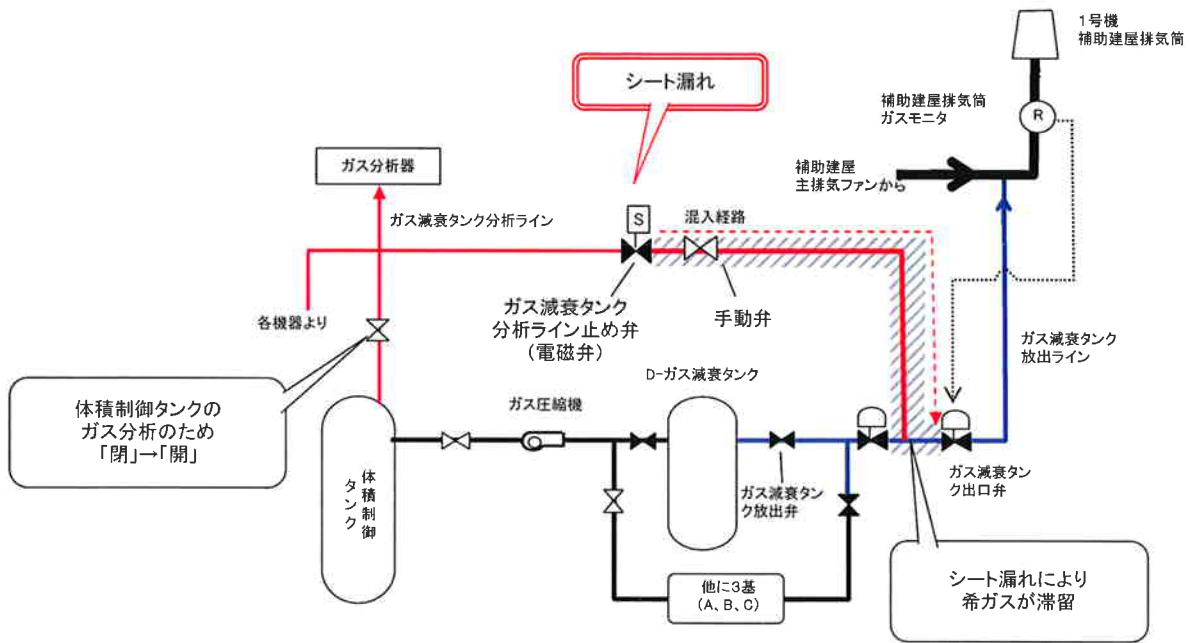 1号機
補助建屋排気筒
シート漏れ
補助建屋排気筒
ガスモニタ
R
ガス分析器
補助建屋
主排気ファンから
ガス減衰タンク分析ライン
S
混入経路
各機器より
ガス減衰タンク
分析ライン止め弁
(電磁弁)
手動弁
ガス減衰タンク
放出ライン
体積制御タンクの
ガス分析のため
「閉」→「開」
D-ガス減衰タンク
ガス圧縮機
体積制御
タンク
ガス減衰タン
ク放出弁
ガス減衰タン
ク出口弁
他に3基
(A、B、C)
シート漏れにより
希ガスが滞留